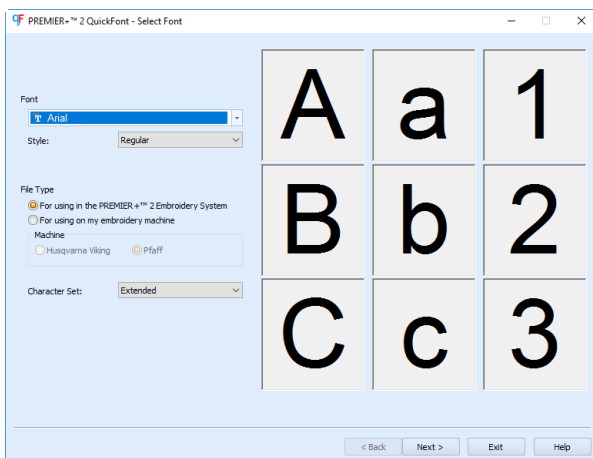 PREMIER+™ 2 QuickFont - Select Font
Font
Arial
Style: Regular
File Type
For using in the PREMIER+™ 2 Embroidery System
For using on my embroidery machine
Machine
Husqvarna Viking Pfaff
Character Set: Extended
A a 1
B b 2
C c 3
< Back Next > Exit Help